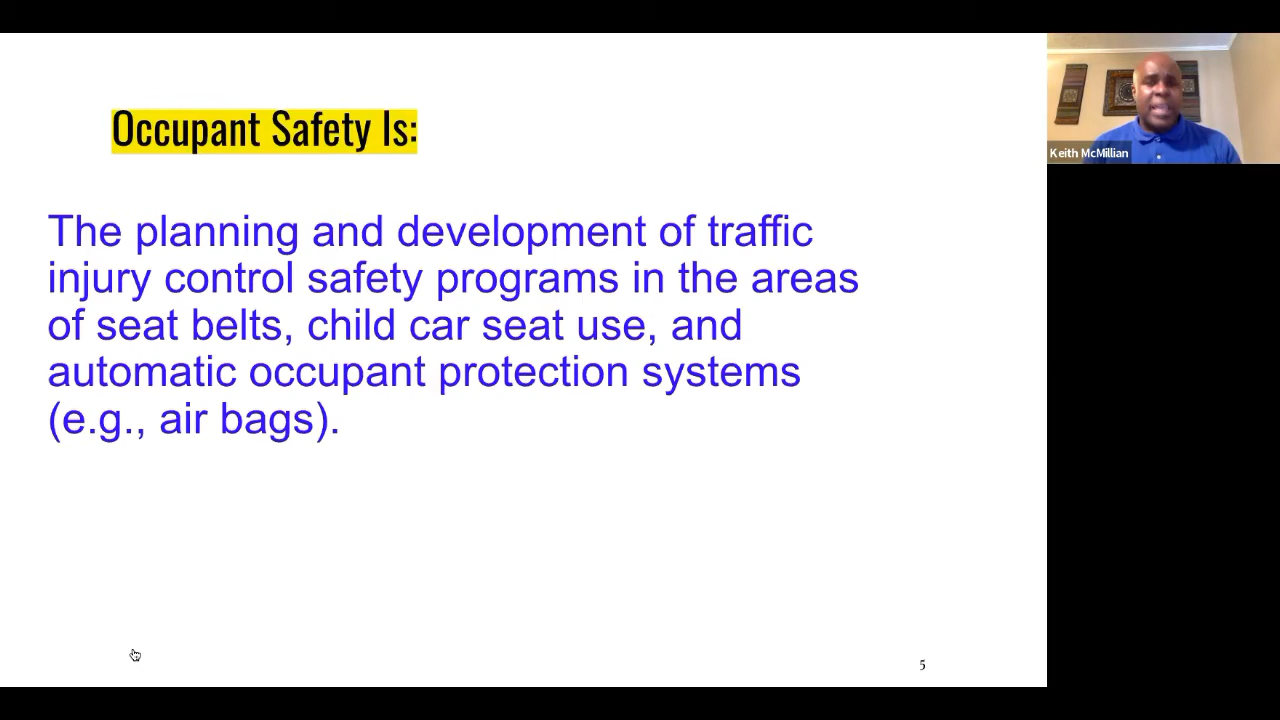 Occupant Safety Is:
Keith McMillian
The planning and development of traffic
injury control safety programs in the areas
of seat belts, child car seat use, and
automatic occupant protection systems
(e.g., air bags).
5